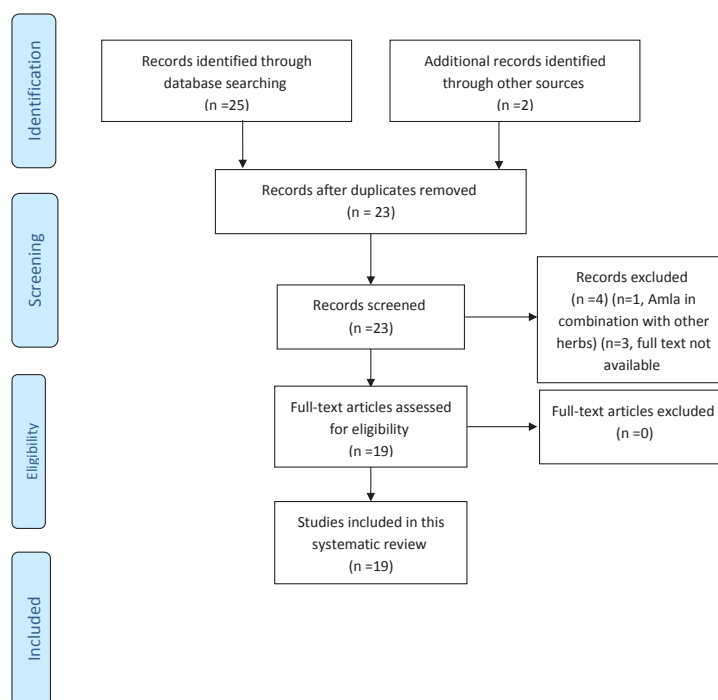 Identification
Records identified through
database searching
(n =25)
Additional records identified
through other sources
(n =2)
Records after duplicates removed
(n = 23)
Screening
Records screened
(n =23)
Records excluded
(n =4) (n=1, Amla in
combination with other
herbs) (n=3, full text not
available
Eligibility
Full-text articles assessed
for eligibility
(n =19)
Full-text articles excluded
(n =0)
Studies included in this
systematic review
(n =19)
Included